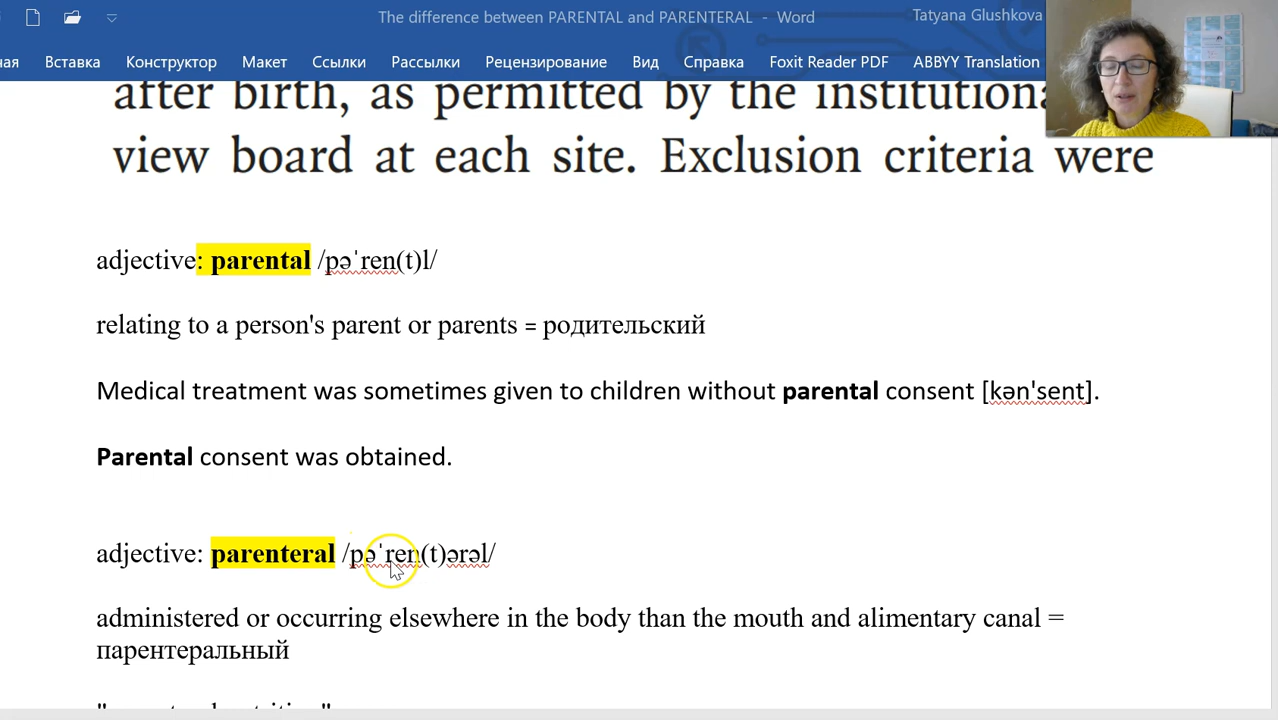 The difference between PARENTAL and PARENTERAL - Word
Tatyana Glushkova
ная Вставка Конструктор Макет Ссылки Рассылки Рецензирование Вид Справка Foxit Reader PDF ABBYY Translation
after birth, as permitted by the institutiona
view board at each site. Exclusion criteria were
adjective: parental /pəˈren(t)l/
relating to a person's parent or parents = родительский
Medical treatment was sometimes given to children without parental consent [kən'sent].
Parental consent was obtained.
adjective: parenteral /pəˈren(t)ərəl/
administered or occurring elsewhere in the body than the mouth and alimentary canal =
парентеральный